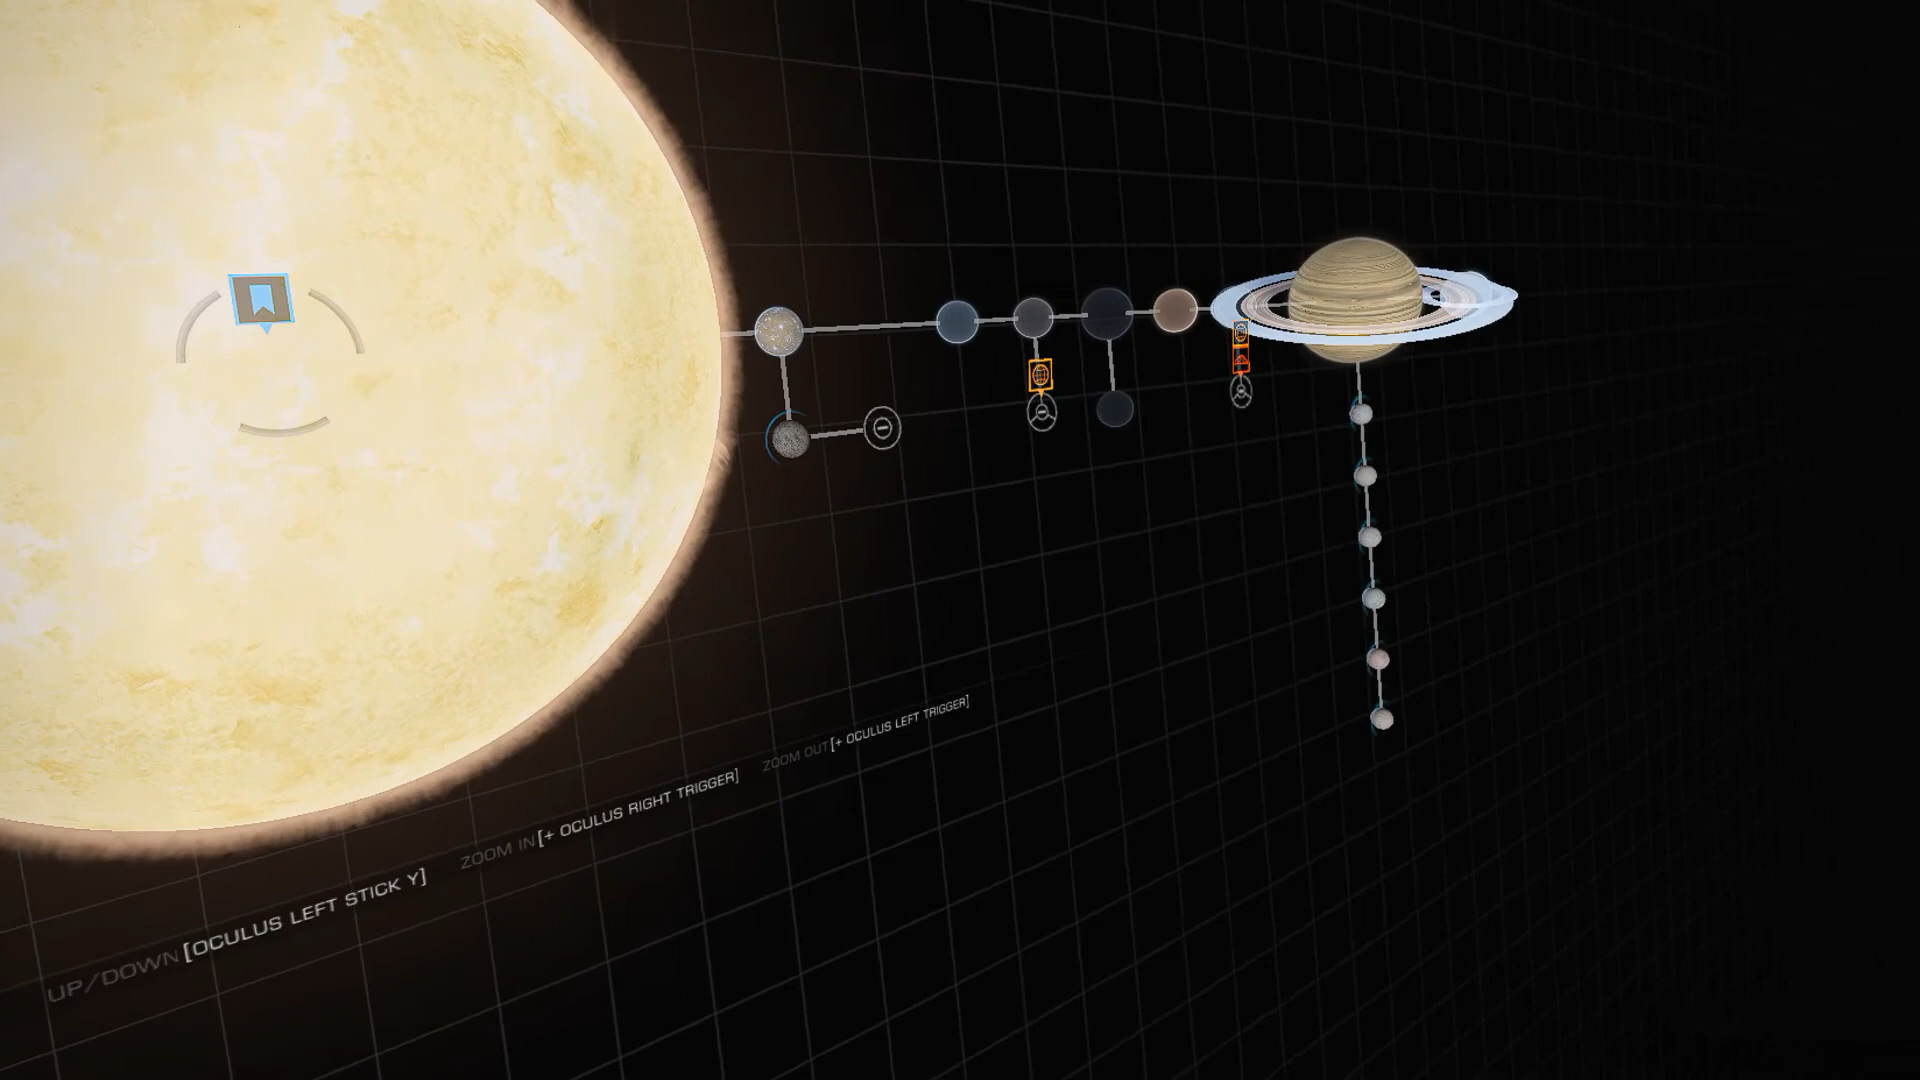 UP/DOWN [OCULUS LEFT STICK Y]
ZOOM IN [+ OCULUS RIGHT TRIGGER]
ZOOM OUT [+ OCULUS LEFT TRIGGER]